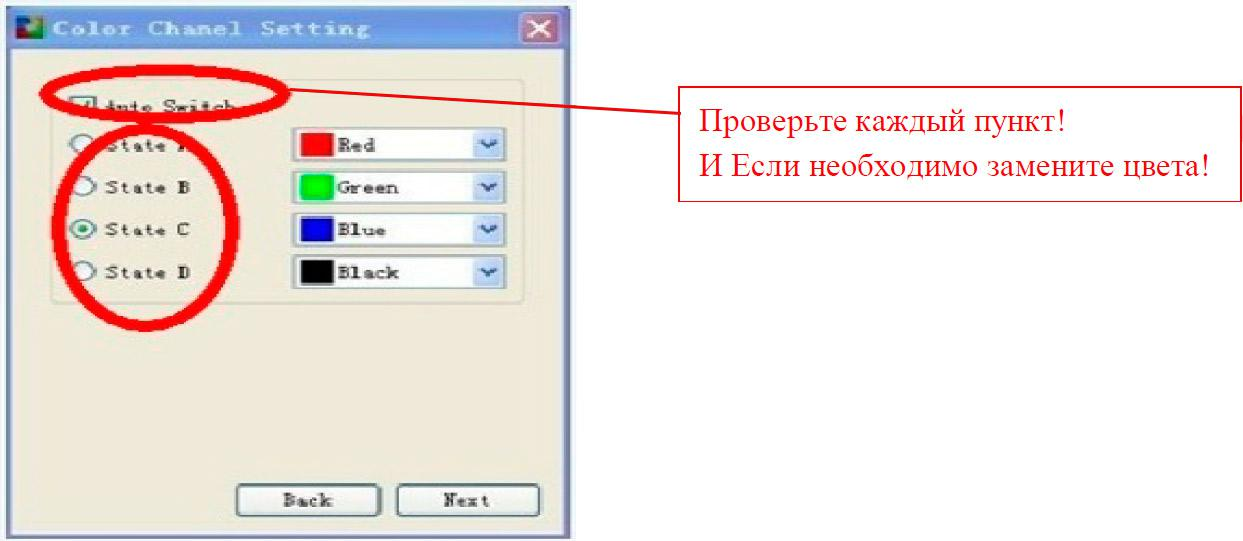 Color Chanel Setting
Auto Switch
State A Red
State B Green
State C Blue
State D Black
Back Next
Проверьте каждый пункт!
И Если необходимо замените цвета!